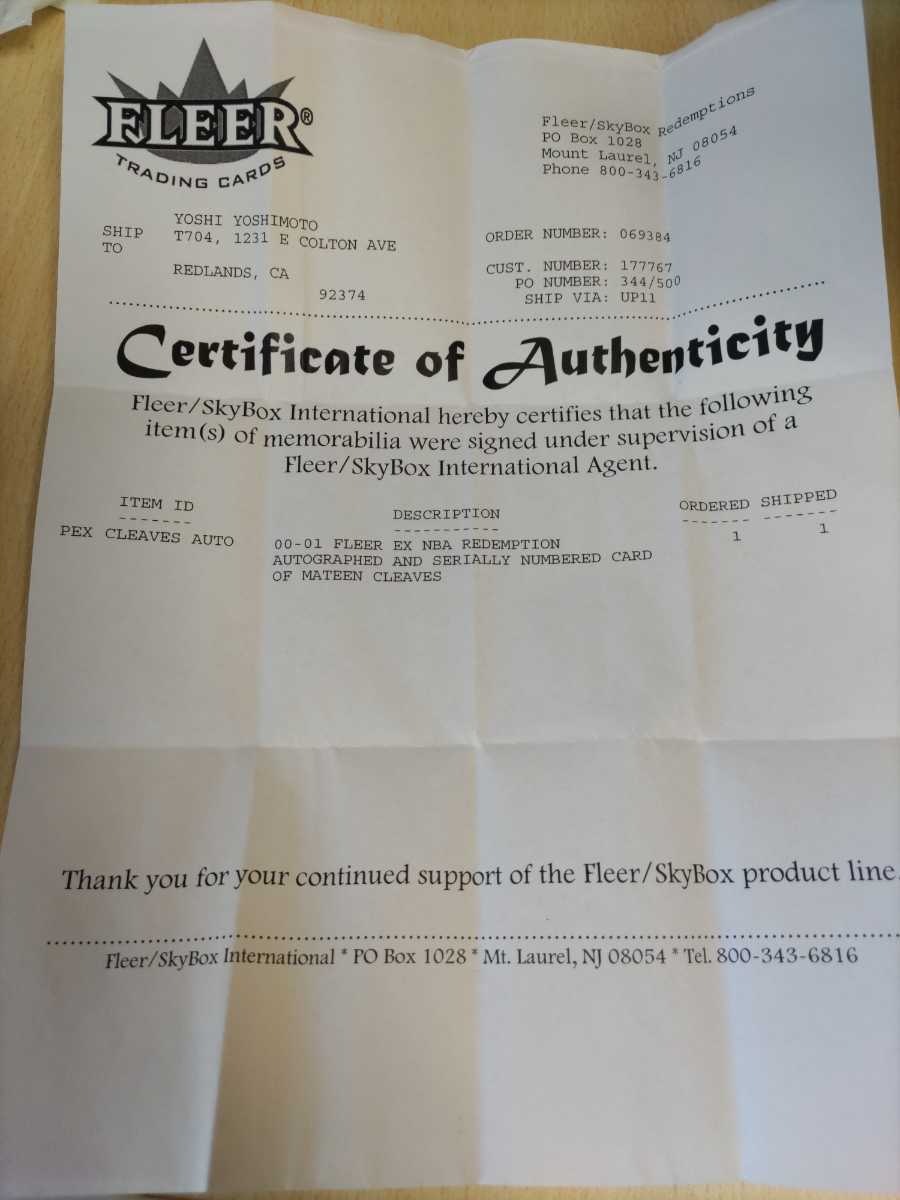 FLEER®
TRADING CARDS
Fleer/SkyBox Redemptions
PO Box 1028
Mount Laurel, NJ 08054
Phone 800-343-6816
SHIP TO
YOSHI YOSHIMOTO
T704, 1231 E COLTON AVE
REDLANDS, CA
92374
ORDER NUMBER: 069384
CUST. NUMBER: 177767
PO NUMBER: 344/500
SHIP VIA: UP11
Certificate of Authenticity
Fleer/SkyBox International hereby certifies that the following
item(s) of memorabilia were signed under supervision of a
Fleer/SkyBox International Agent.
ITEM ID DESCRIPTION ORDERED SHIPPED
------- ----------- ------- -------
PEX CLEAVES AUTO 00-01 FLEER EX NBA REDEMPTION 1 1
AUTOGRAPHED AND SERIALLY NUMBERED CARD
OF MATEEN CLEAVES
Thank you for your continued support of the Fleer/SkyBox product line.
Fleer/SkyBox International * PO Box 1028 * Mt. Laurel, NJ 08054 * Tel. 800-343-6816